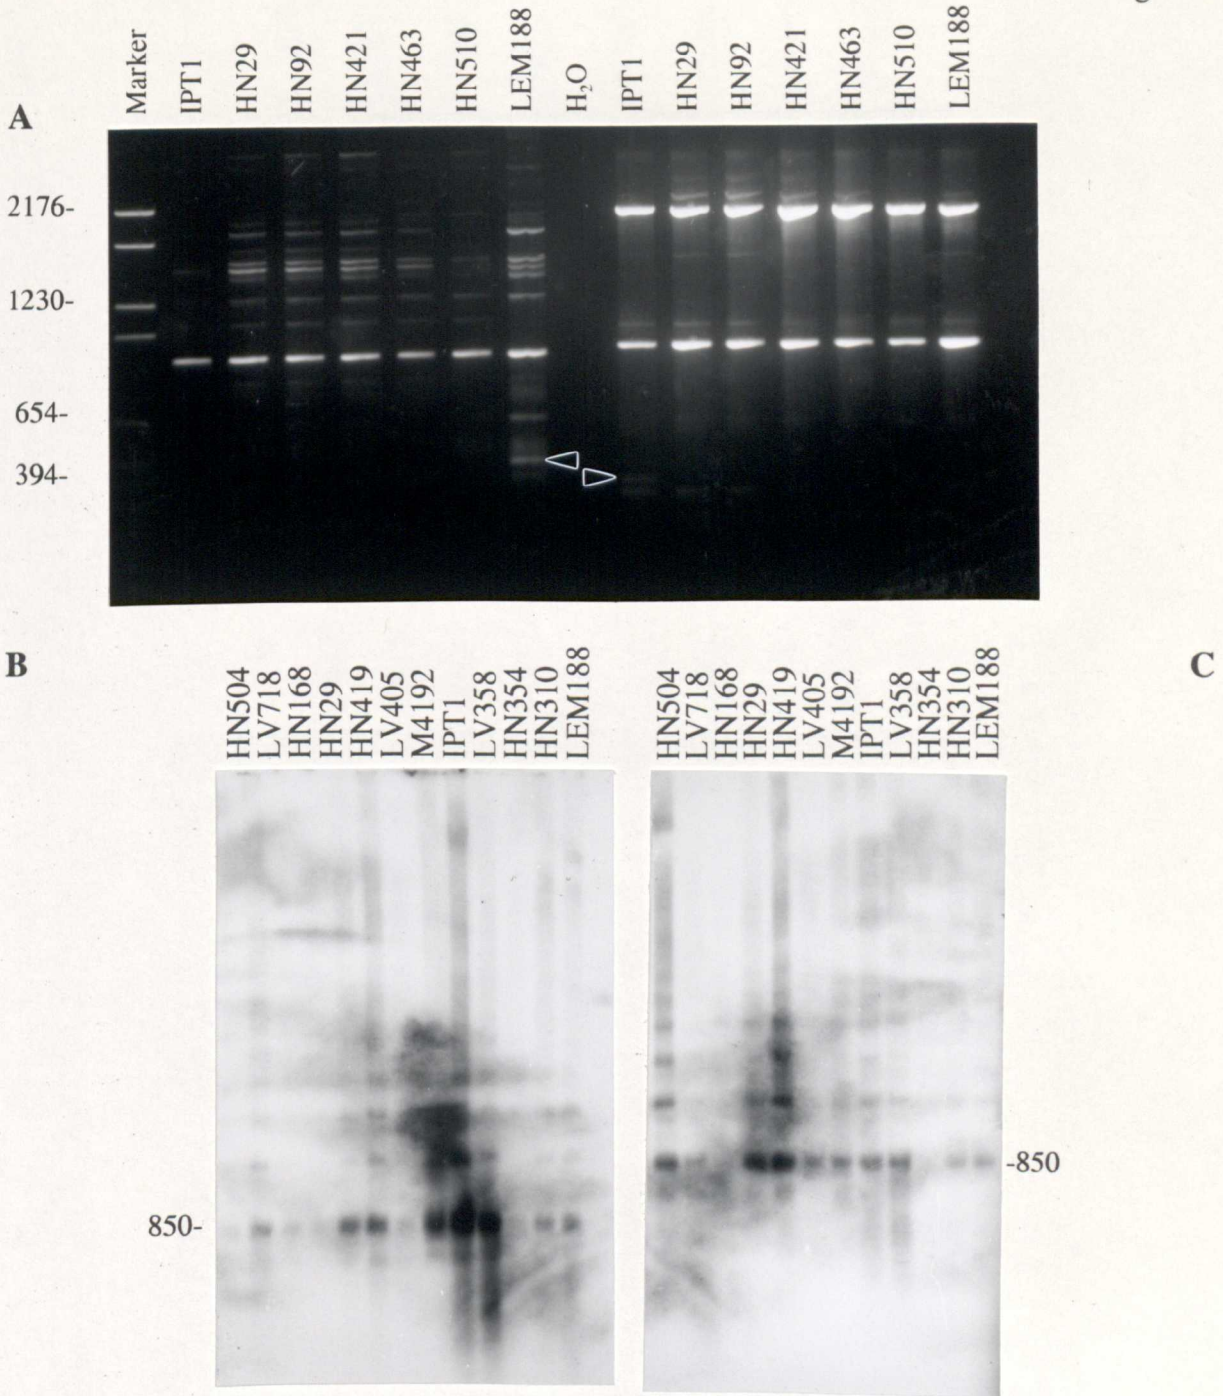 Marker IPT1 HN29 HN92 HN421 HN463 HN510 LEM188 H₂O IPT1 HN29 HN92 HN421 HN463 HN510 LEM188
A
2176-
1230-
654-
394-
B
C
HN504 LV718 HN168 HN29 HN419 LV405 M4192 IPT1 LV358 HN354 HN310 LEM188
HN504 LV718 HN168 HN29 HN419 LV405 M4192 IPT1 LV358 HN354 HN310 LEM188
-850
850-